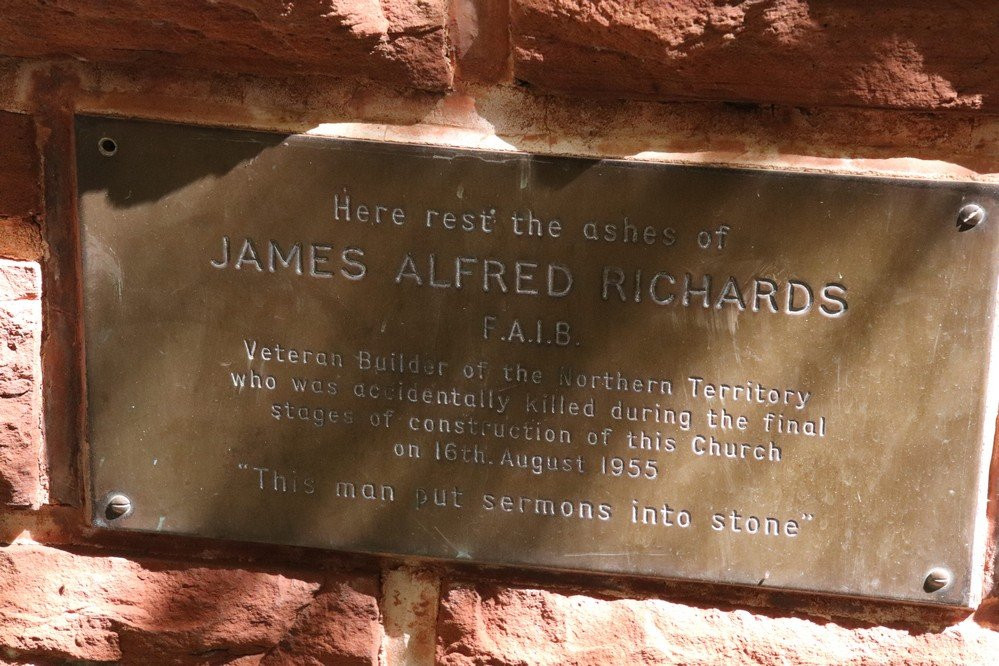 Here rest the ashes of
JAMES ALFRED RICHARDS
F.A.I.B.
Veteran Builder of the Northern Territory
who was accidentally killed during the final
stages of construction of this Church
on 16th. August 1955
"This man put sermons into stone"